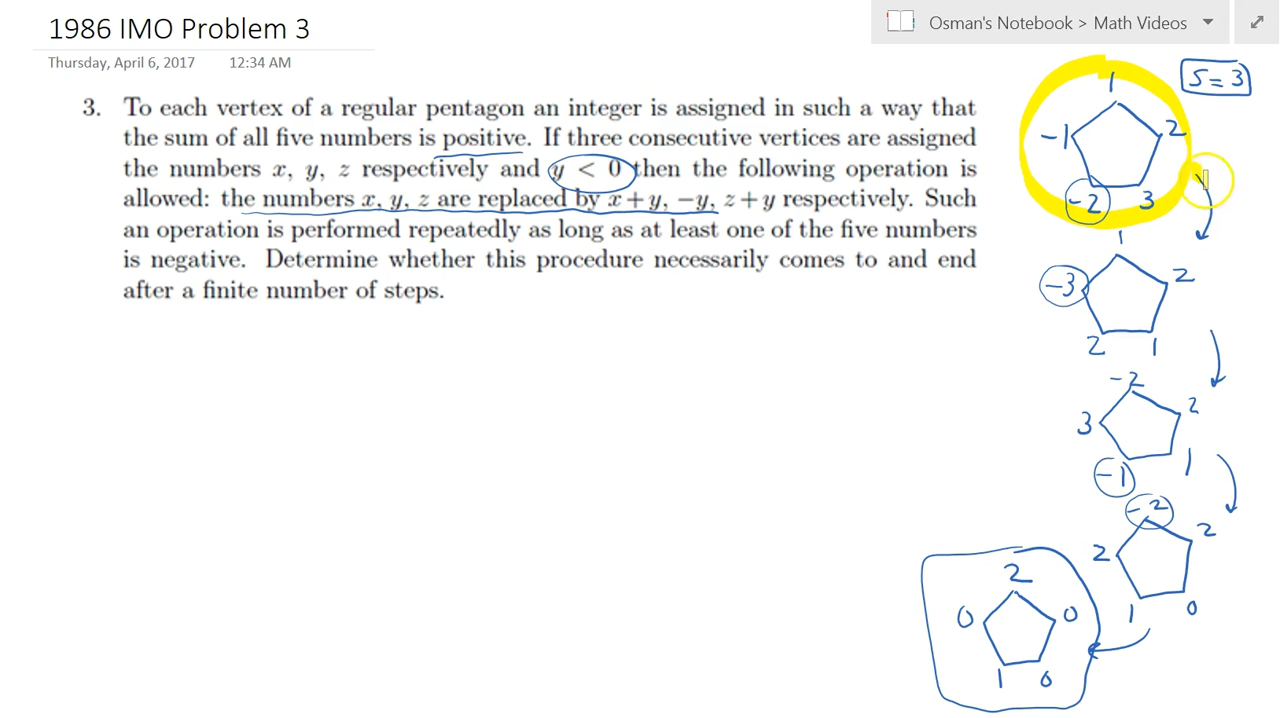 1986 IMO Problem 3
Thursday, April 6, 2017 12:34 AM
Osman's Notebook > Math Videos
3. To each vertex of a regular pentagon an integer is assigned in such a way that
the sum of all five numbers is positive. If three consecutive vertices are assigned
the numbers x, y, z respectively and y < 0 then the following operation is
allowed: the numbers x, y, z are replaced by x + y, −y, z + y respectively. Such
an operation is performed repeatedly as long as at least one of the five numbers
is negative. Determine whether this procedure necessarily comes to and end
after a finite number of steps.
S = 3
1
-1 2
-2 3
1
-3 2
2 1
-2
3 2
-1 1
-2
2 2
1 0
2
0 0
1 0